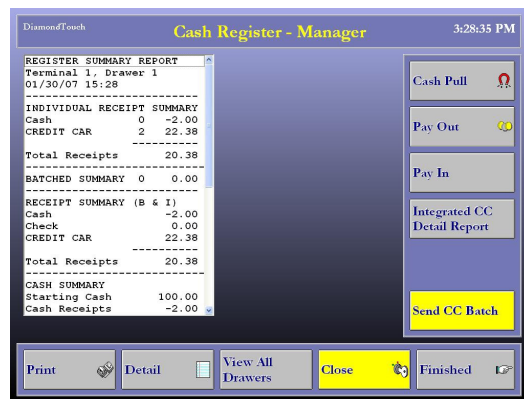 DiamondTouch
Cash Register - Manager
3:28:35 PM
REGISTER SUMMARY REPORT
Terminal 1, Drawer 1
01/30/07 15:28
------------------------
INDIVIDUAL RECEIPT SUMMARY
Cash 0 -2.00
CREDIT CAR 2 22.38
----------
Total Receipts 20.38
------------------------
BATCHED SUMMARY 0 0.00
------------------------
RECEIPT SUMMARY (B & I)
Cash -2.00
Check 0.00
CREDIT CAR 22.38
----------
Total Receipts 20.38
------------------------
CASH SUMMARY
Starting Cash 100.00
Cash Receipts -2.00
Cash Pull
Pay Out
Pay In
Integrated CC
Detail Report
Send CC Batch
Print
Detail
View All
Drawers
Close
Finished